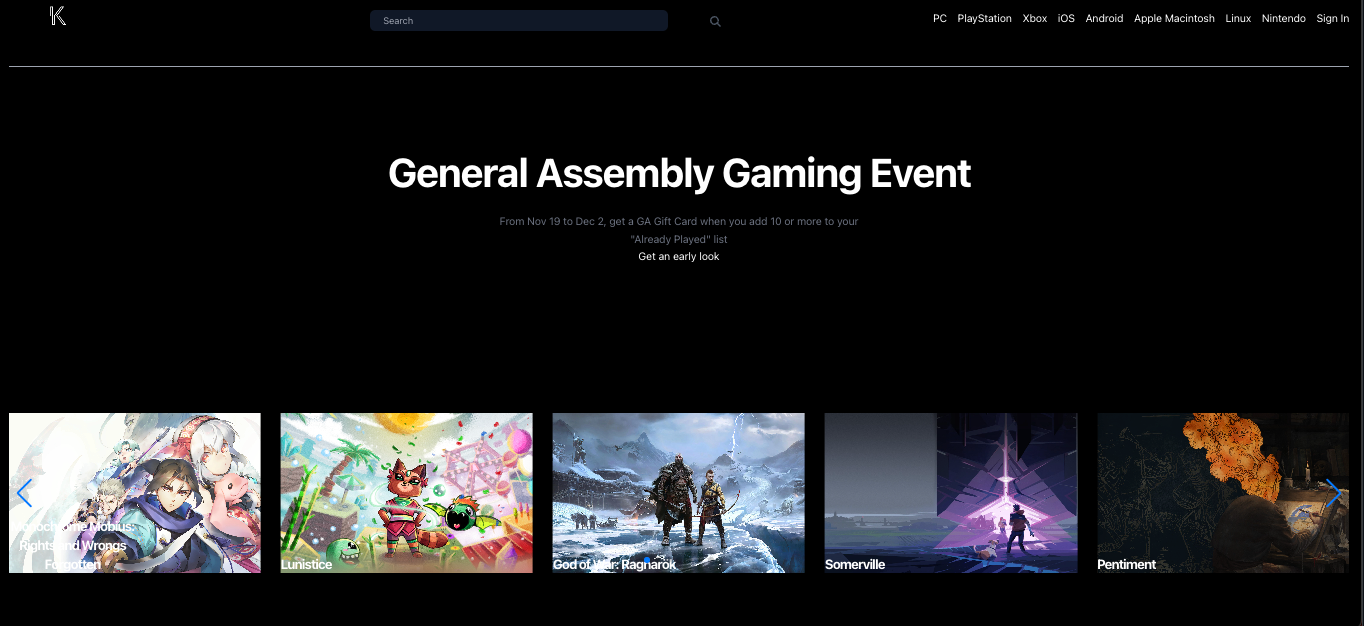 K
Search
PC PlayStation Xbox iOS Android Apple Macintosh Linux Nintendo Sign In
General Assembly Gaming Event
From Nov 19 to Dec 2, get a GA Gift Card when you add 10 or more to your
"Already Played" list
Get an early look
Monochrome Mobius:
Rights and Wrongs
Forgotten
Lunistice
God of War: Ragnarok
Somerville
Pentiment